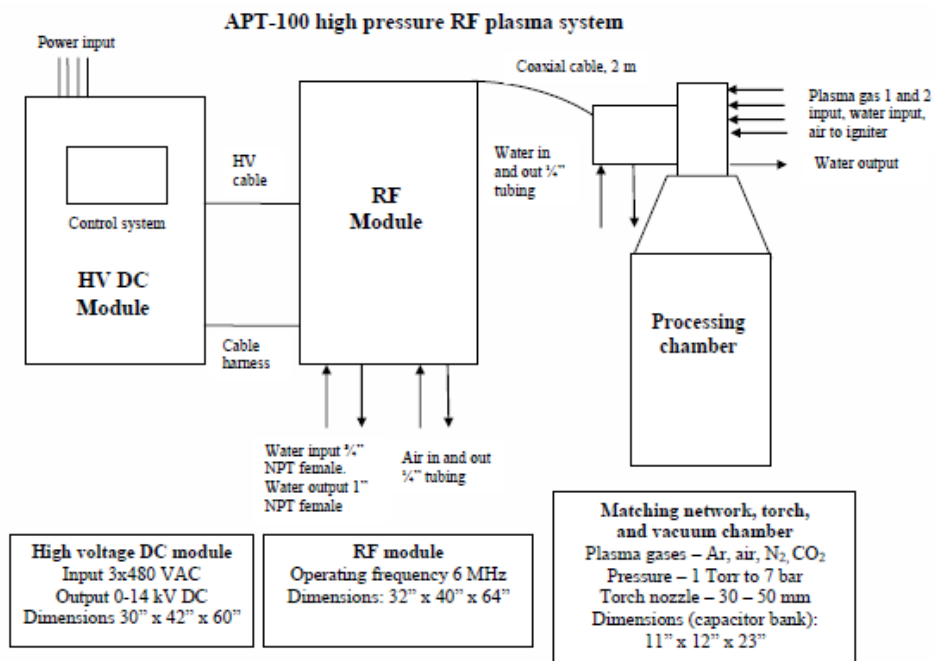 APT-100 high pressure RF plasma system
Power input
Coaxial cable, 2 m
Plasma gas 1 and 2
input, water input,
air to igniter
Water output
HV
cable
Water in
and out ¼”
tubing
RF
Module
Control system
HV DC
Module
Processing
chamber
Cable
harness
Water input ¾”
NPT female.
Water output 1”
NPT female
Air in and out
¼” tubing
High voltage DC module
Input 3x480 VAC
Output 0-14 kV DC
Dimensions 30” x 42” x 60”
RF module
Operating frequency 6 MHz
Dimensions: 32” x 40” x 64”
Matching network, torch,
and vacuum chamber
Plasma gases – Ar, air, N₂, CO₂
Pressure – 1 Torr to 7 bar
Torch nozzle – 30 – 50 mm
Dimensions (capacitor bank):
11” x 12” x 23”